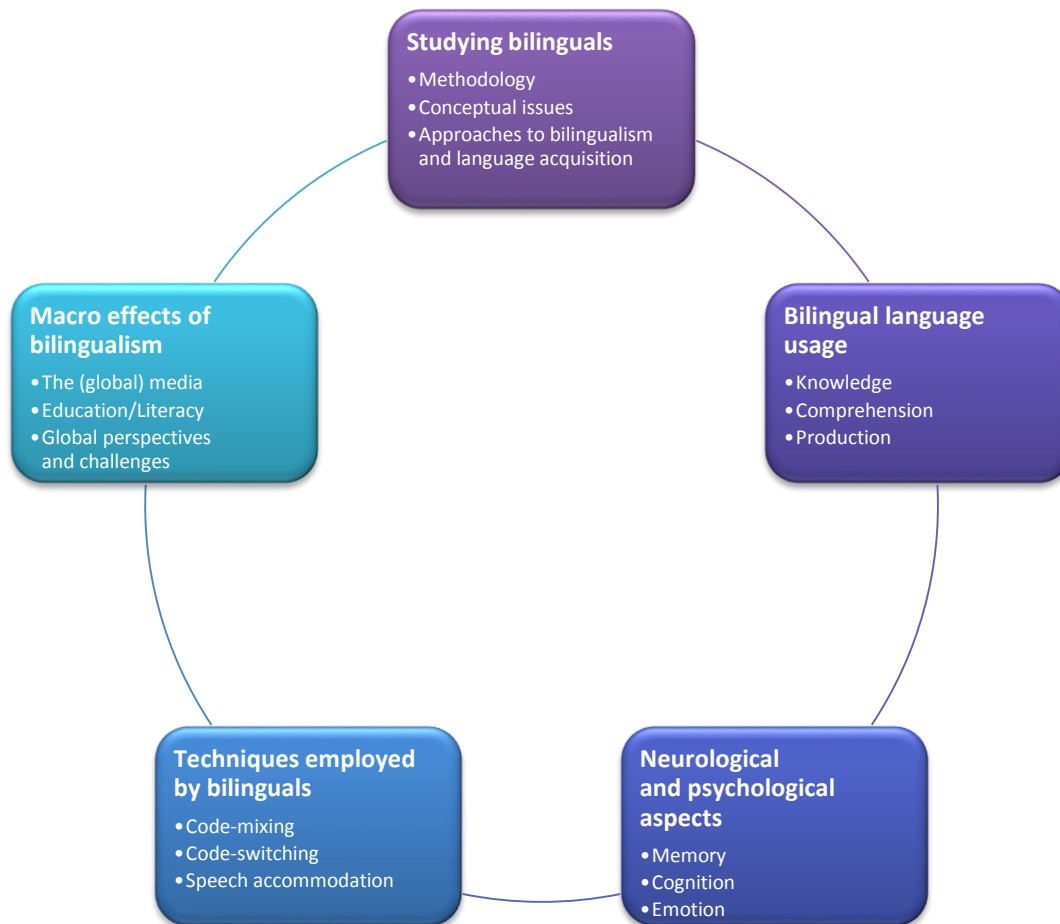 Studying bilinguals
•Methodology
•Conceptual issues
•Approaches to bilingualism
and language acquisition
Bilingual language
usage
•Knowledge
•Comprehension
•Production
Neurological
and psychological
aspects
•Memory
•Cognition
•Emotion
Techniques employed
by bilinguals
•Code-mixing
•Code-switching
•Speech accommodation
Macro effects of
bilingualism
•The (global) media
•Education/Literacy
•Global perspectives
and challenges